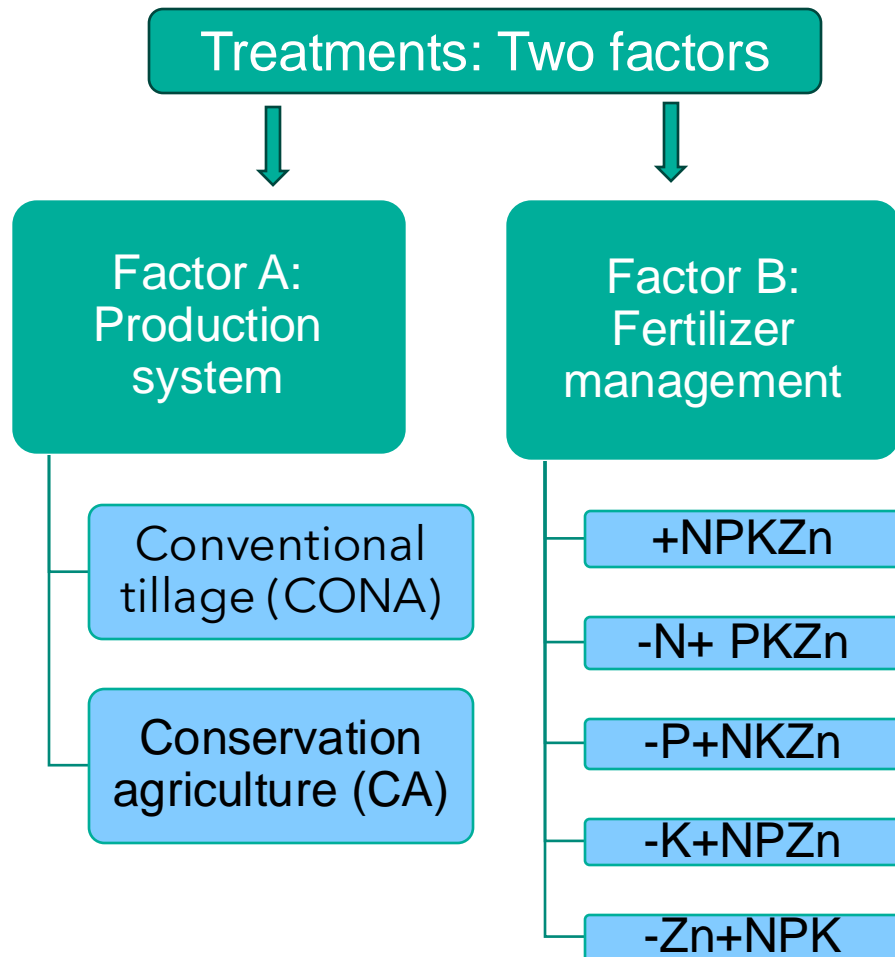 Treatments: Two factors
Factor A:
Production
system
Conventional
tillage (CONA)
Conservation
agriculture (CA)
Factor B:
Fertilizer
management
+NPKZn
-N+ PKZn
-P+NKZn
-K+NPZn
-Zn+NPK